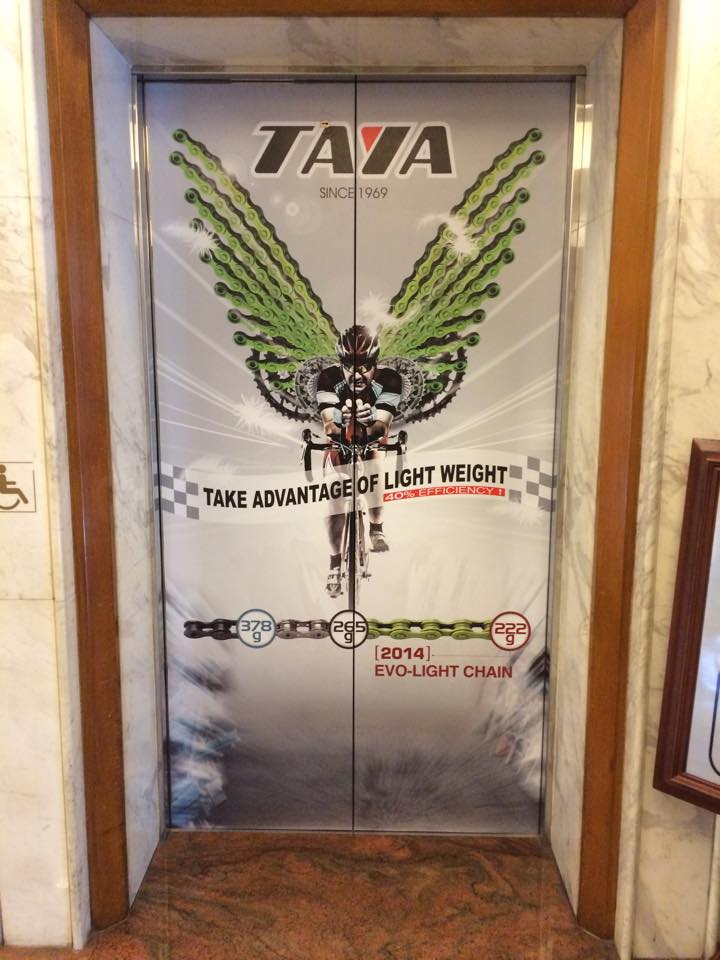 TAYA
SINCE 1969
TAKE ADVANTAGE OF LIGHT WEIGHT
40% EFFICIENCY !
378 g
265 g
222 g
[2014]
EVO-LIGHT CHAIN